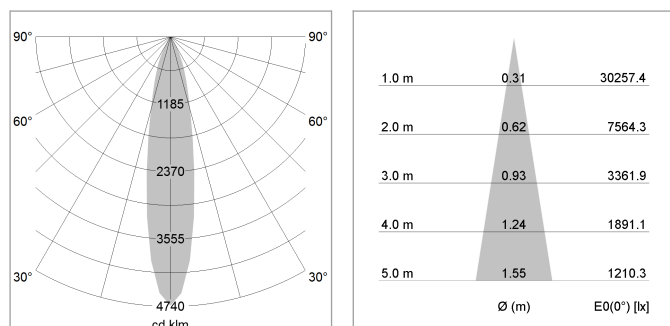 90° 90°
1185
60° 60°
2370
3555
30° 30°
4740
cd klm
1.0 m 0.31 30257.4
2.0 m 0.62 7564.3
3.0 m 0.93 3361.9
4.0 m 1.24 1891.1
5.0 m 1.55 1210.3
Ø (m) E0(0°) [lx]